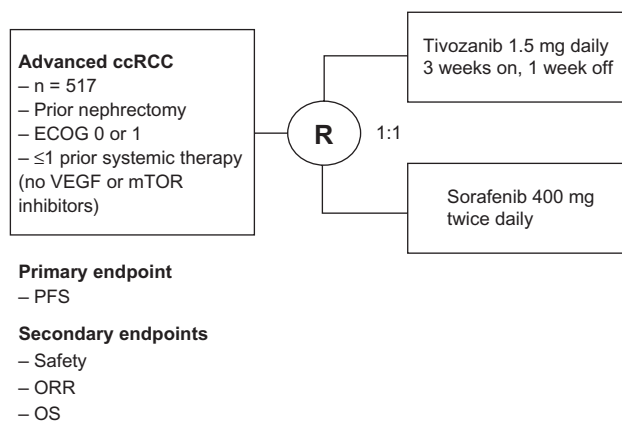 Advanced ccRCC
– n = 517
– Prior nephrectomy
– ECOG 0 or 1
– ≤1 prior systemic therapy
(no VEGF or mTOR
inhibitors)
R
1:1
Tivozanib 1.5 mg daily
3 weeks on, 1 week off
Sorafenib 400 mg
twice daily
Primary endpoint
– PFS
Secondary endpoints
– Safety
– ORR
– OS